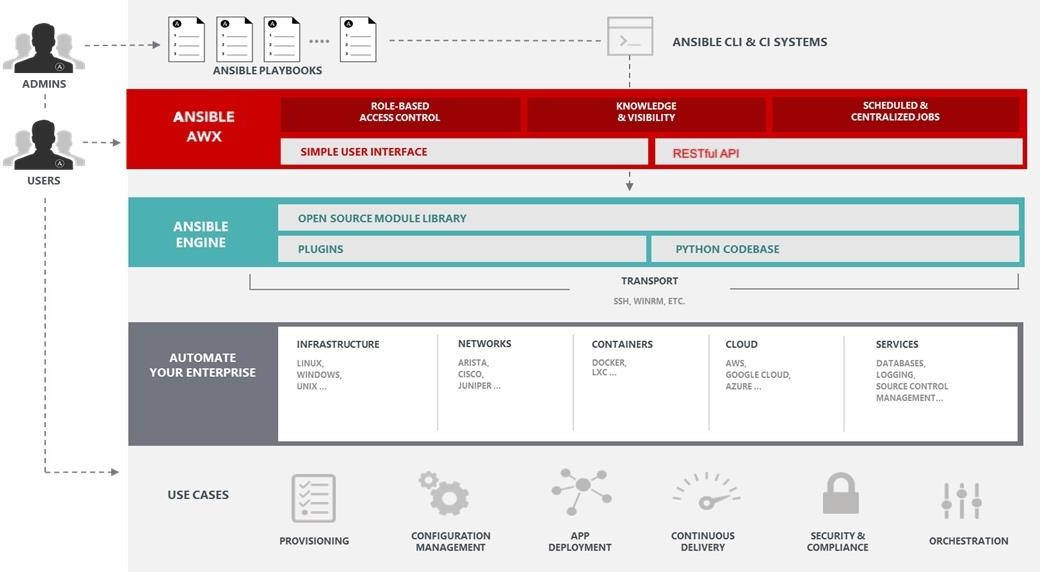 ANSIBLE CLI & CI SYSTEMS
ANSIBLE PLAYBOOKS
ADMINS
ANSIBLE
AWX
ROLE-BASED
ACCESS CONTROL
KNOWLEDGE
& VISIBILITY
SCHEDULED &
CENTRALIZED JOBS
SIMPLE USER INTERFACE
RESTful API
USERS
ANSIBLE
ENGINE
OPEN SOURCE MODULE LIBRARY
PLUGINS
PYTHON CODEBASE
TRANSPORT
SSH, WINRM, ETC.
AUTOMATE
YOUR ENTERPRISE
INFRASTRUCTURE
LINUX,
WINDOWS,
UNIX ...
NETWORKS
ARISTA,
CISCO,
JUNIPER ...
CONTAINERS
DOCKER,
LXC ...
CLOUD
AWS,
GOOGLE CLOUD,
AZURE ...
SERVICES
DATABASES,
LOGGING,
SOURCE CONTROL
MANAGEMENT...
USE CASES
PROVISIONING
CONFIGURATION
MANAGEMENT
APP
DEPLOYMENT
CONTINUOUS
DELIVERY
SECURITY &
COMPLIANCE
ORCHESTRATION